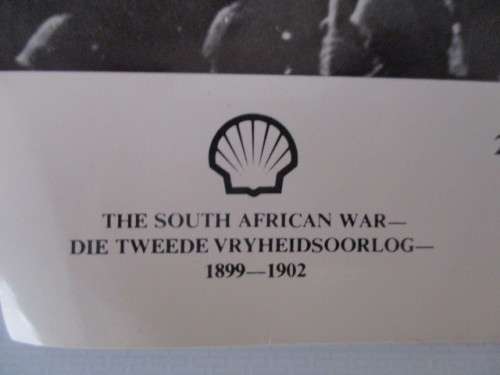 THE SOUTH AFRICAN WAR—
DIE TWEEDE VRYHEIDSOORLOG—
1899—1902